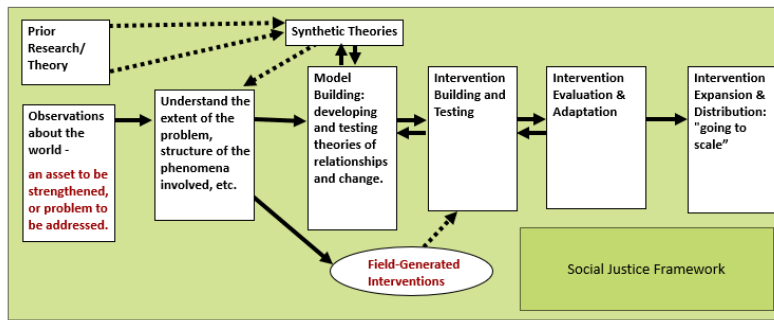 Prior
Research/
Theory
Synthetic Theories
Observations
about the
world -
an asset to be
strengthened,
or problem to
be addressed.
Understand the
extent of the
problem,
structure of the
phenomena
involved, etc.
Model
Building:
developing
and testing
theories of
relationships
and change.
Intervention
Building and
Testing
Intervention
Evaluation &
Adaptation
Intervention
Expansion &
Distribution:
"going to
scale”
Field-Generated
Interventions
Social Justice Framework